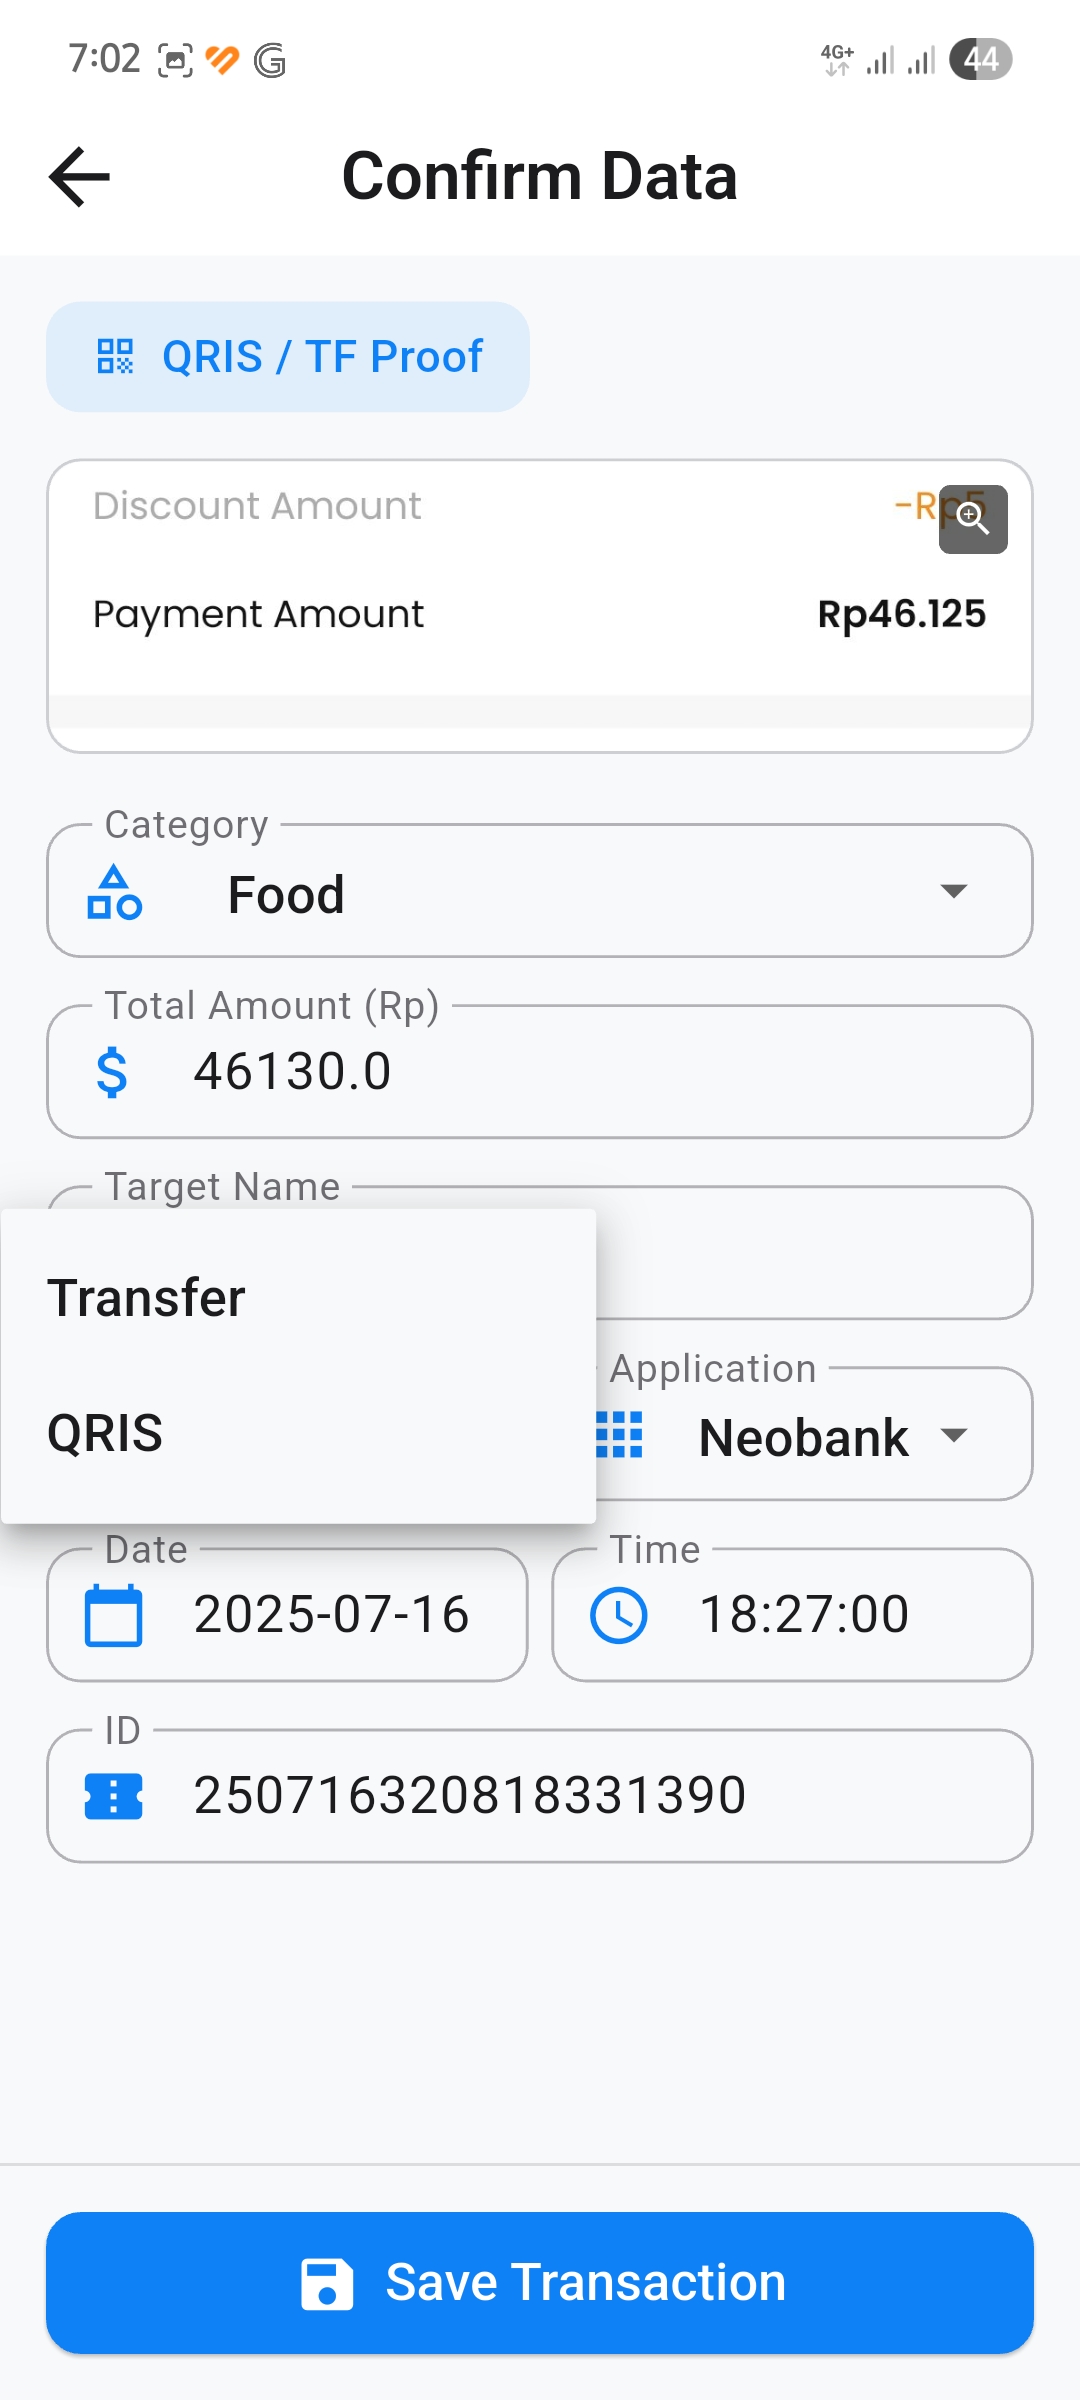 7:02
4G+
44
Confirm Data
QRIS / TF Proof
Discount Amount
-Rp5
Payment Amount
Rp46.125
Category
Food
Total Amount (Rp)
$ 46130.0
Target Name
Transfer
QRIS
Application
Neobank
Date
2025-07-16
Time
18:27:00
ID
250716320818331390
Save Transaction